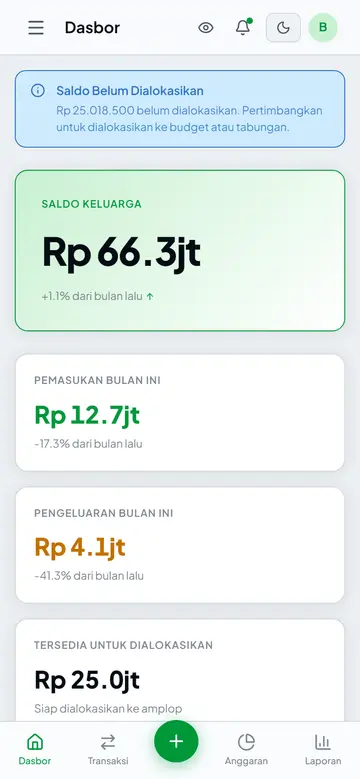 Dasbor
B
Saldo Belum Dialokasikan
Rp 25.018.500 belum dialokasikan. Pertimbangkan
untuk dialokasikan ke budget atau tabungan.
SALDO KELUARGA
Rp 66.3jt
+1.1% dari bulan lalu ↑
PEMASUKAN BULAN INI
Rp 12.7jt
-17.3% dari bulan lalu
PENGELUARAN BULAN INI
Rp 4.1jt
-41.3% dari bulan lalu
TERSEDIA UNTUK DIALOKASIKAN
Rp 25.0jt
Siap dialokasikan ke amplop
Dasbor
Transaksi
Anggaran
Laporan